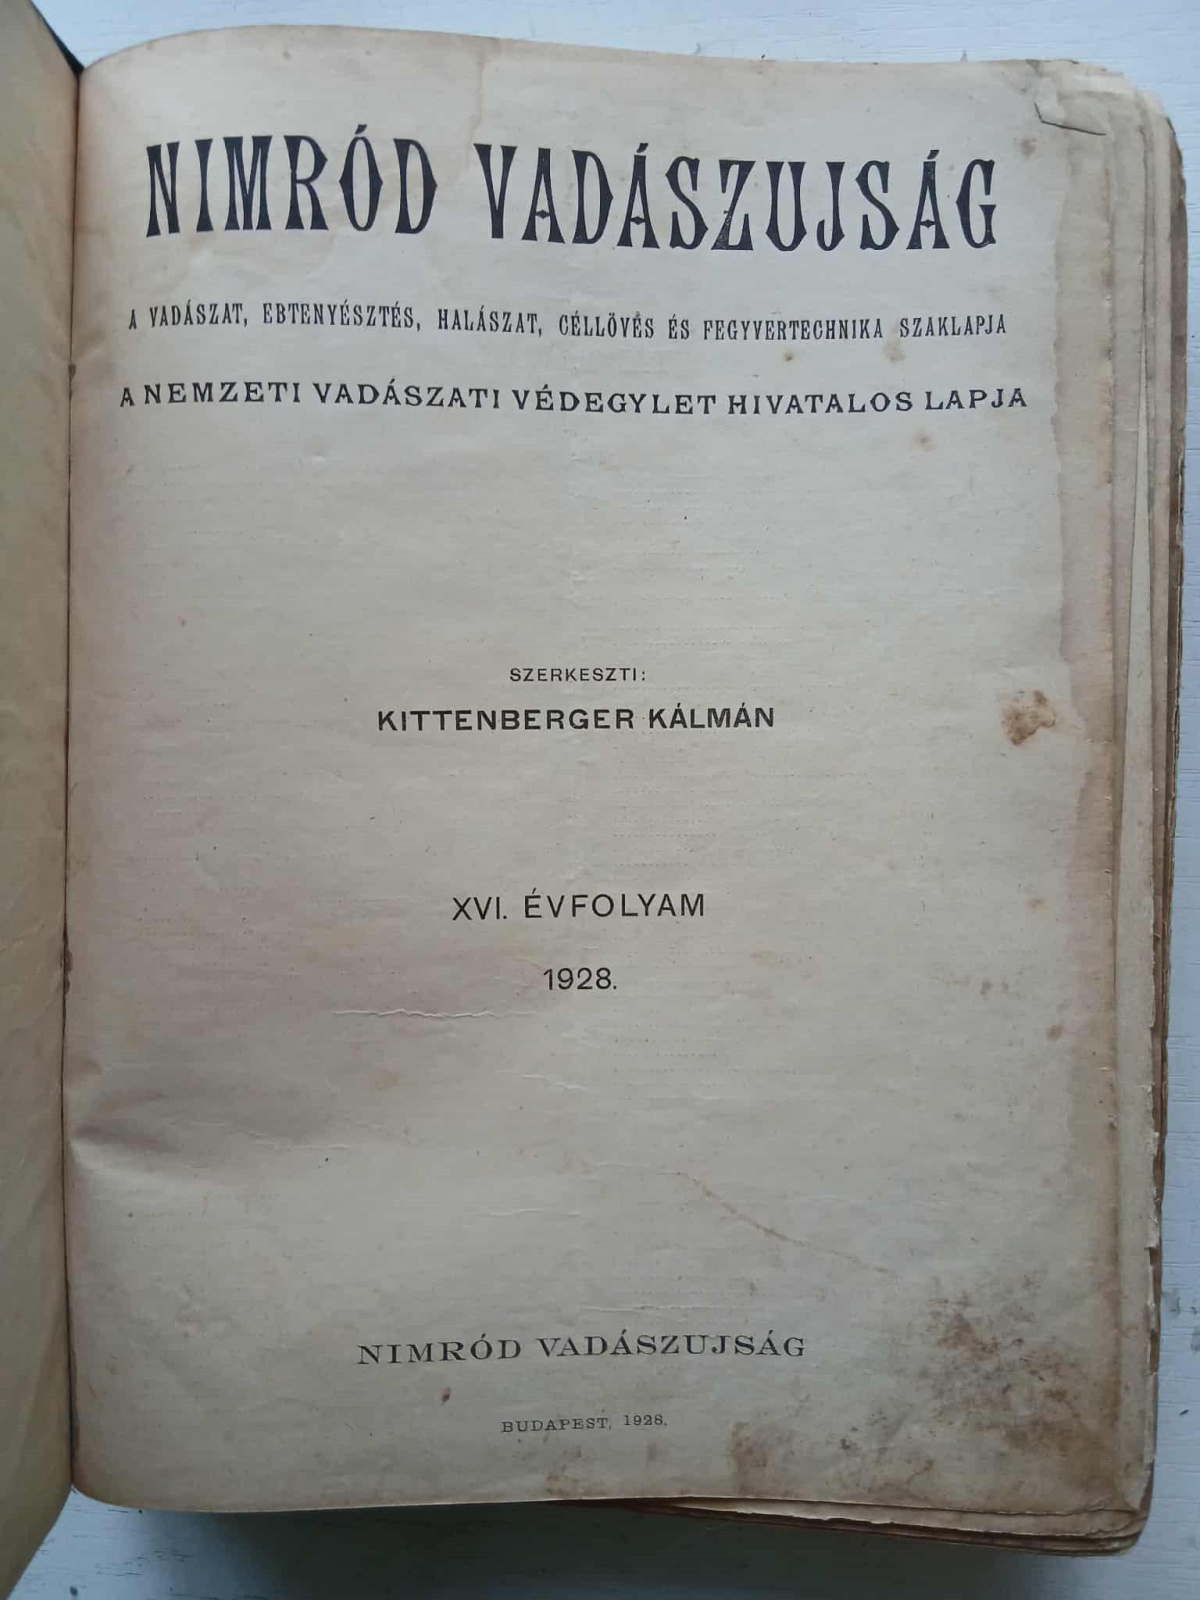 NIMRÓD VADÁSZUJSÁG
A VADÁSZAT, EBTENYÉSZTÉS, HALÁSZAT, CÉLLÖVÉS ÉS FEGYVERTECHNIKA SZAKLAPJA
A NEMZETI VADÁSZATI VÉDEGYLET HIVATALOS LAPJA
SZERKESZTI:
KITTENBERGER KÁLMÁN
XVI. ÉVFOLYAM
1928.
NIMRÓD VADÁSZUJSÁG
BUDAPEST, 1928.